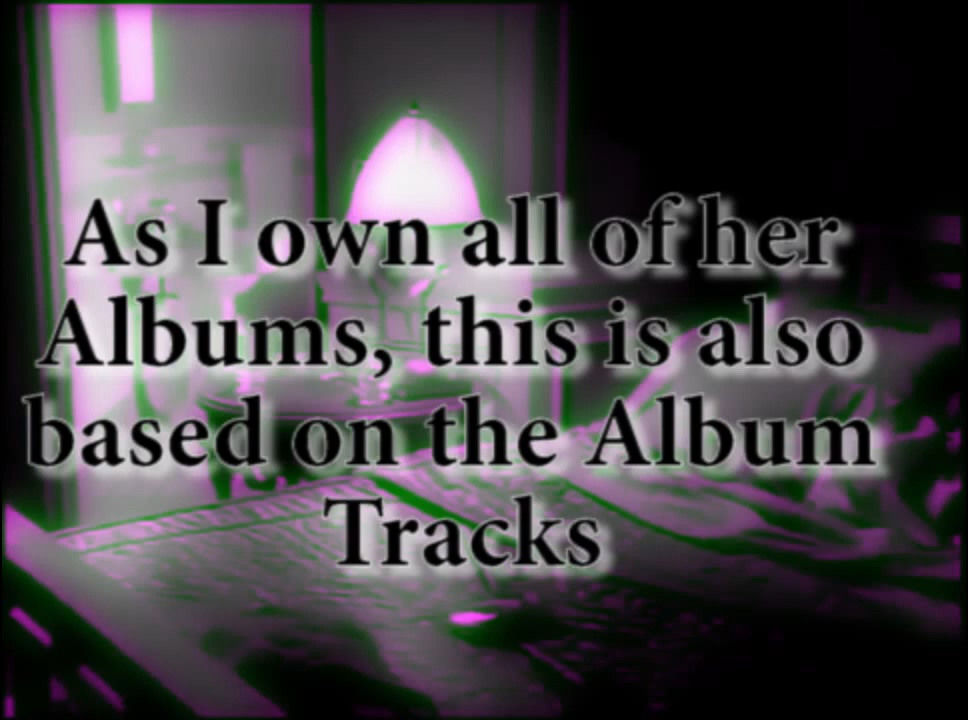 As I own all of her
Albums, this is also
based on the Album
Tracks